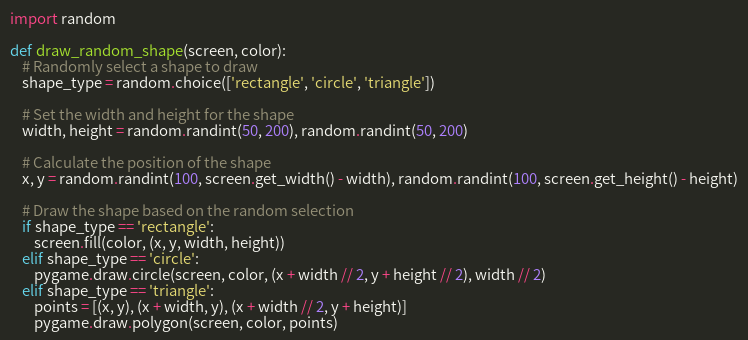 import random

def draw_random_shape(screen, color):
    # Randomly select a shape to draw
    shape_type = random.choice(['rectangle', 'circle', 'triangle'])

    # Set the width and height for the shape
    width, height = random.randint(50, 200), random.randint(50, 200)

    # Calculate the position of the shape
    x, y = random.randint(100, screen.get_width() - width), random.randint(100, screen.get_height() - height)

    # Draw the shape based on the random selection
    if shape_type == 'rectangle':
        screen.fill(color, (x, y, width, height))
    elif shape_type == 'circle':
        pygame.draw.circle(screen, color, (x + width // 2, y + height // 2), width // 2)
    elif shape_type == 'triangle':
        points = [(x, y), (x + width, y), (x + width // 2, y + height)]
        pygame.draw.polygon(screen, color, points)